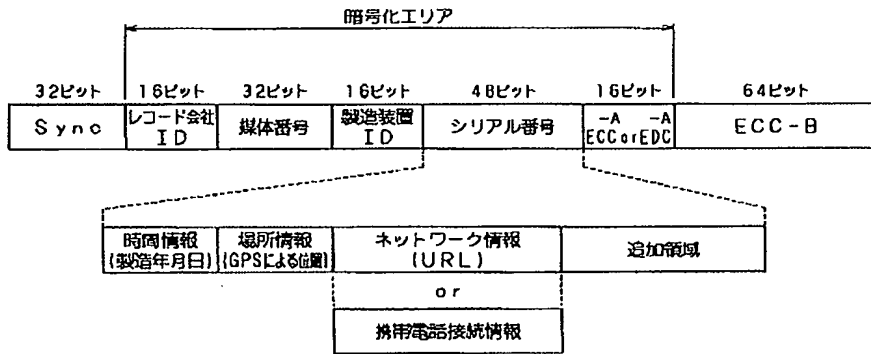 暗号化エリア
32ビット 16ビット 32ビット 16ビット 48ビット 16ビット 64ビット
Sync レコード会社ID 媒体番号 製造装置ID シリアル番号 -A -A ECCorEDC ECC-B
時間情報 場所情報 ネットワーク情報 追加領域
(製造年月日) (GPSによる位置) (URL)
or
携帯電話接続情報